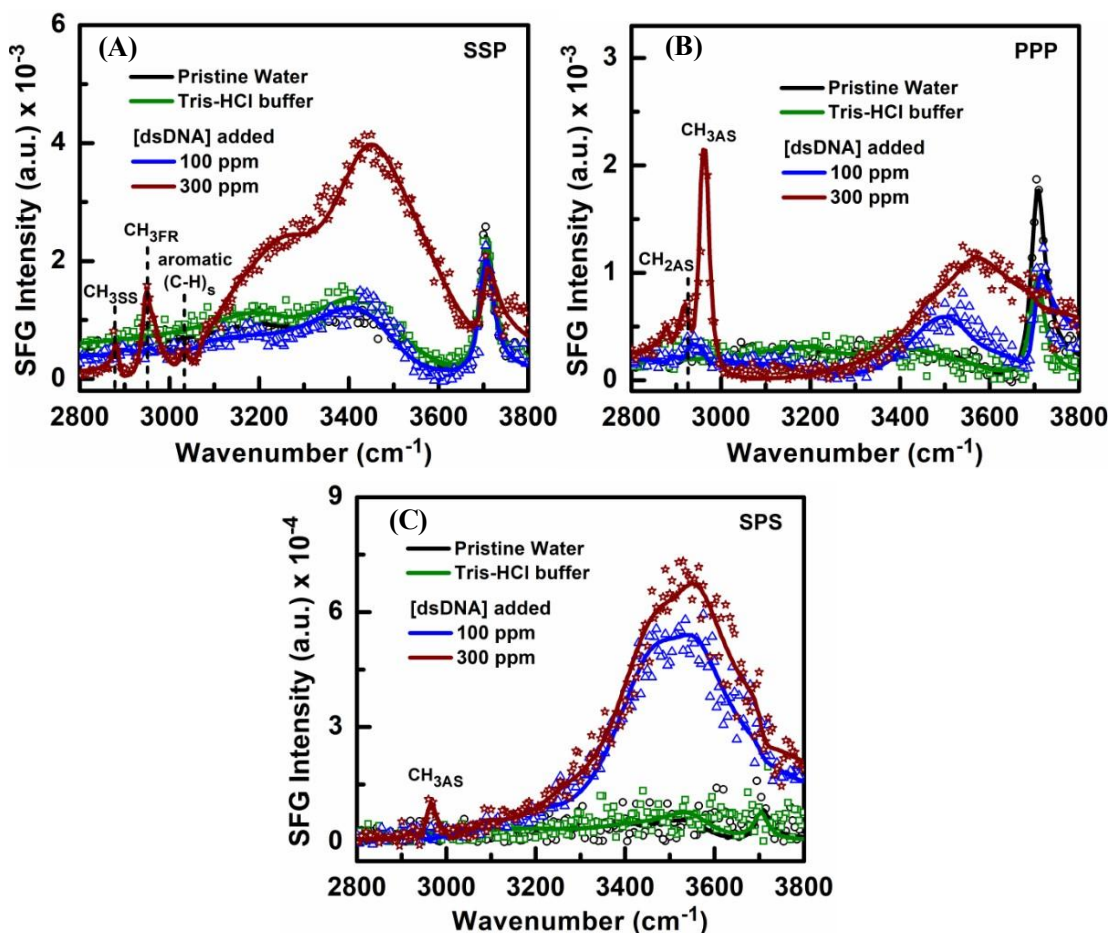 (A)
SSP
Pristine Water
Tris-HCl buffer
[dsDNA] added
100 ppm
300 ppm
CH3FR
aromatic
(C-H)s
CH3SS
6
4
2
0
SFG Intensity (a.u.) x 10-3
2800 3000 3200 3400 3600 3800
Wavenumber (cm-1)
(B)
PPP
Pristine Water
Tris-HCl buffer
[dsDNA] added
100 ppm
300 ppm
CH3AS
CH2AS
3
2
1
0
SFG Intensity (a.u.) x 10-3
2800 3000 3200 3400 3600 3800
Wavenumber (cm-1)
(C)
SPS
Pristine Water
Tris-HCl buffer
[dsDNA] added
100 ppm
300 ppm
CH3AS
9
6
3
0
SFG Intensity (a.u.) x 10-4
2800 3000 3200 3400 3600 3800
Wavenumber (cm-1)